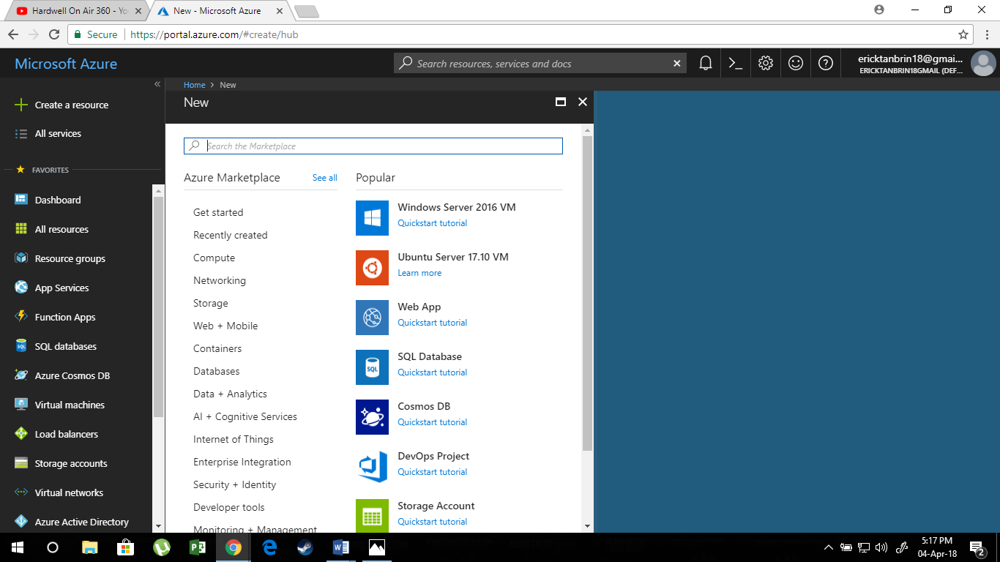 Hardwell On Air 360 - Yo
New - Microsoft Azure
Secure
https://portal.azure.com/#create/hub
Microsoft Azure
Search resources, services and docs
ericktanbrin18@gmai...
ERICKTANBRIN18GMAIL (DEF...
Create a resource
All services
FAVORITES
Dashboard
All resources
Resource groups
App Services
Function Apps
SQL databases
Azure Cosmos DB
Virtual machines
Load balancers
Storage accounts
Virtual networks
Azure Active Directory
Home > New
New
Search the Marketplace
Azure Marketplace
See all
Get started
Recently created
Compute
Networking
Storage
Web + Mobile
Containers
Databases
Data + Analytics
AI + Cognitive Services
Internet of Things
Enterprise Integration
Security + Identity
Developer tools
Monitoring + Management
Popular
Windows Server 2016 VM
Quickstart tutorial
Ubuntu Server 17.10 VM
Learn more
Web App
Quickstart tutorial
SQL
SQL Database
Quickstart tutorial
Cosmos DB
Quickstart tutorial
DevOps Project
Quickstart tutorial
Storage Account
Quickstart tutorial
5:17 PM
04-Apr-18
2